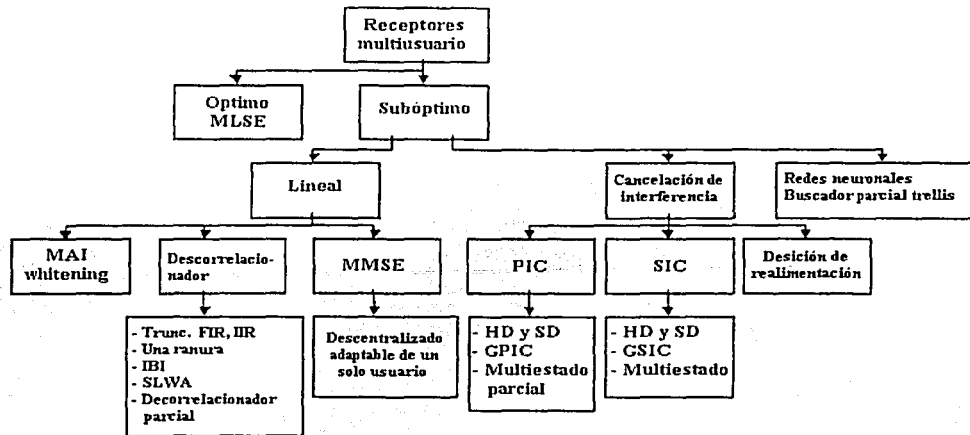 Receptores
multiusuario
Optimo
MLSE
Subóptimo
Lineal
Cancelación de
interferencia
Redes neuronales
Buscador parcial trellis
MAI
whitening
Descorrelacio-
nador
MMSE
PIC
SIC
Desición de
realimentación
- Trunc. FIR, IIR
- Una ranura
- IBI
- SLWA
- Decorrelacionador
parcial
Descentralizado
adaptable de un
solo usuario
- HD y SD
- GPIC
- Multiestado
parcial
- HD y SD
- GSIC
- Multiestado